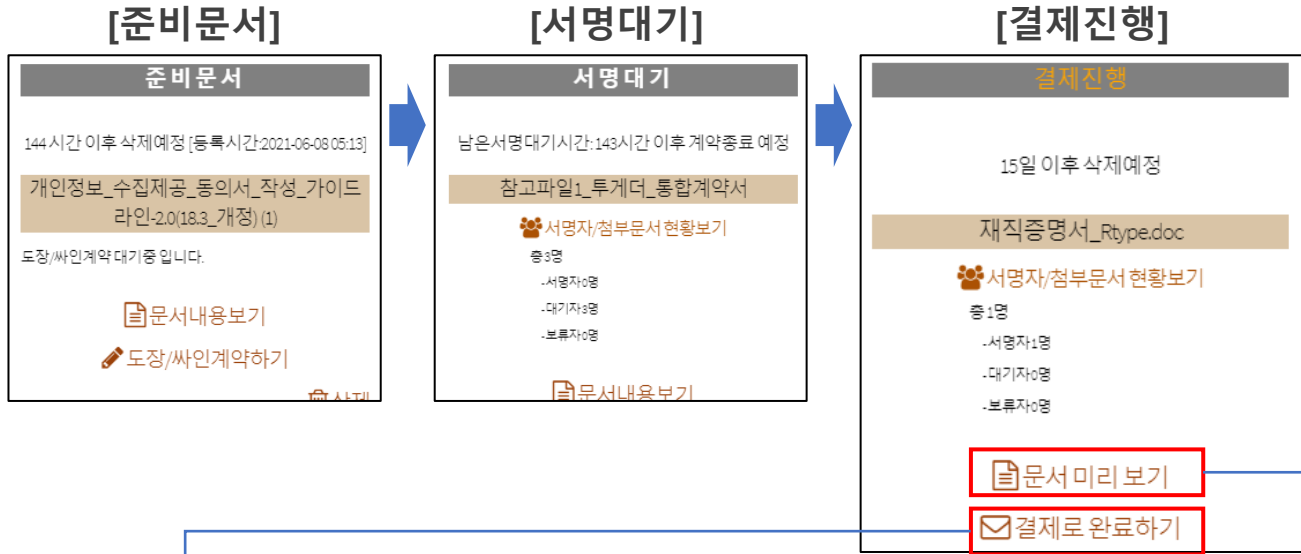 [준비문서]
준비문서
144시간 이후 삭제예정 [등록시간:2021-06-08 05:13]
개인정보_수집제공_동의서_작성_가이드
라인-2.0(18.3_개정) (1)
도장/싸인계약 대기중 입니다.
문서내용보기
도장/싸인계약하기
삭제
[서명대기]
서명대기
남은서명대기시간: 143시간 이후 계약종료 예정
참고파일1_투게더_통합계약서
서명자/첨부문서 현황보기
총3명
-서명자0명
-대기자3명
-보류자0명
문서내용보기
[결제진행]
결제진행
15일 이후 삭제예정
재직증명서_Rtype.doc
서명자/첨부문서 현황보기
총1명
-서명자1명
-대기자0명
-보류자0명
문서 미리 보기
결제로 완료하기